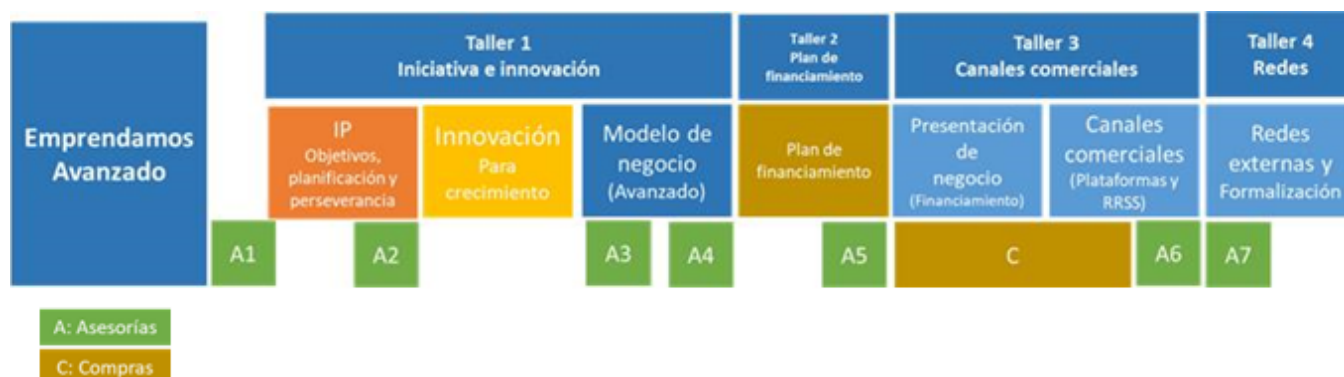 Emprendamos
Avanzado
Taller 1
Iniciativa e innovación
Taller 2
Plan de
financiamiento
Taller 3
Canales comerciales
Taller 4
Redes
IP
Objetivos,
planificación y
perseverancia
Innovación
Para
crecimiento
Modelo de
negocio
(Avanzado)
Plan de
financiamiento
Presentación
de
negocio
(Financiamiento)
Canales
comerciales
(Plataformas y
RRSS)
Redes
externas y
Formalización
A1
A2
A3
A4
A5
C
A6
A7
A: Asesorías
C: Compras